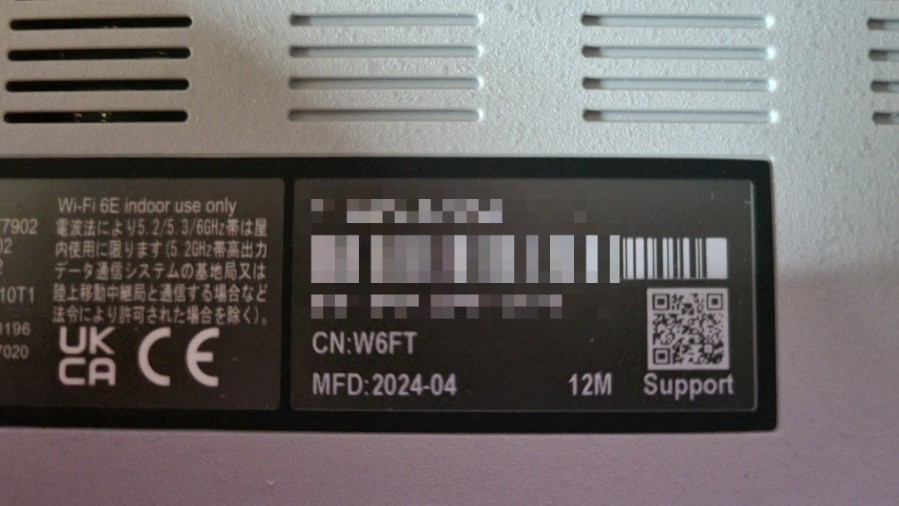 7902
02
10T1
0196
7020
Wi-Fi 6E indoor use only
電波法により5.2/5.3/6GHz帯は屋
内使用に限ります(5.2GHz帯高出力
データ通信システムの基地局又は
陸上移動中継局と通信する場合など
法令により許可された場合を除く)。
UK
CA CE
CN:W6FT
MFD:2024-04 12M Support